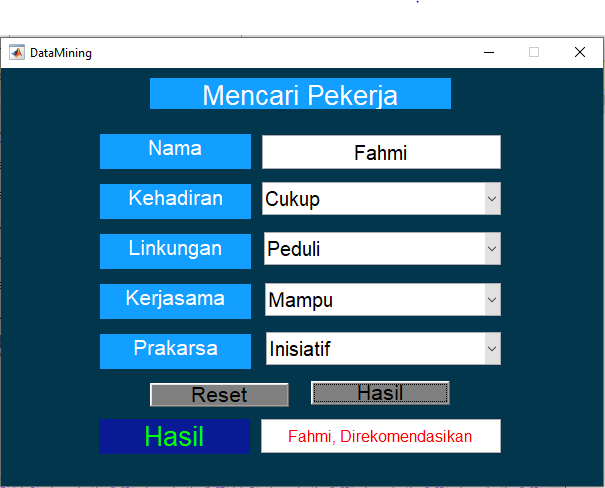 DataMining
Mencari Pekerja
Nama
Fahmi
Kehadiran
Cukup
Linkungan
Peduli
Kerjasama
Mampu
Prakarsa
Inisiatif
Reset
Hasil
Hasil
Fahmi, Direkomendasikan